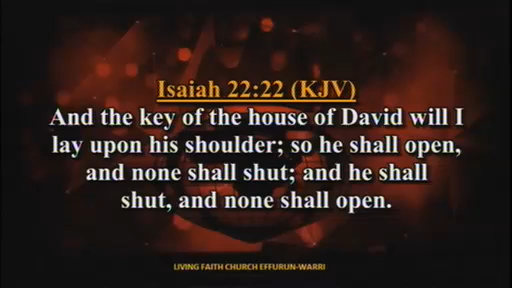 Isaiah 22:22 (KJV)
And the key of the house of David will I
lay upon his shoulder; so he shall open,
and none shall shut; and he shall
shut, and none shall open.
LIVING FAITH CHURCH EFFURUN-WARRI